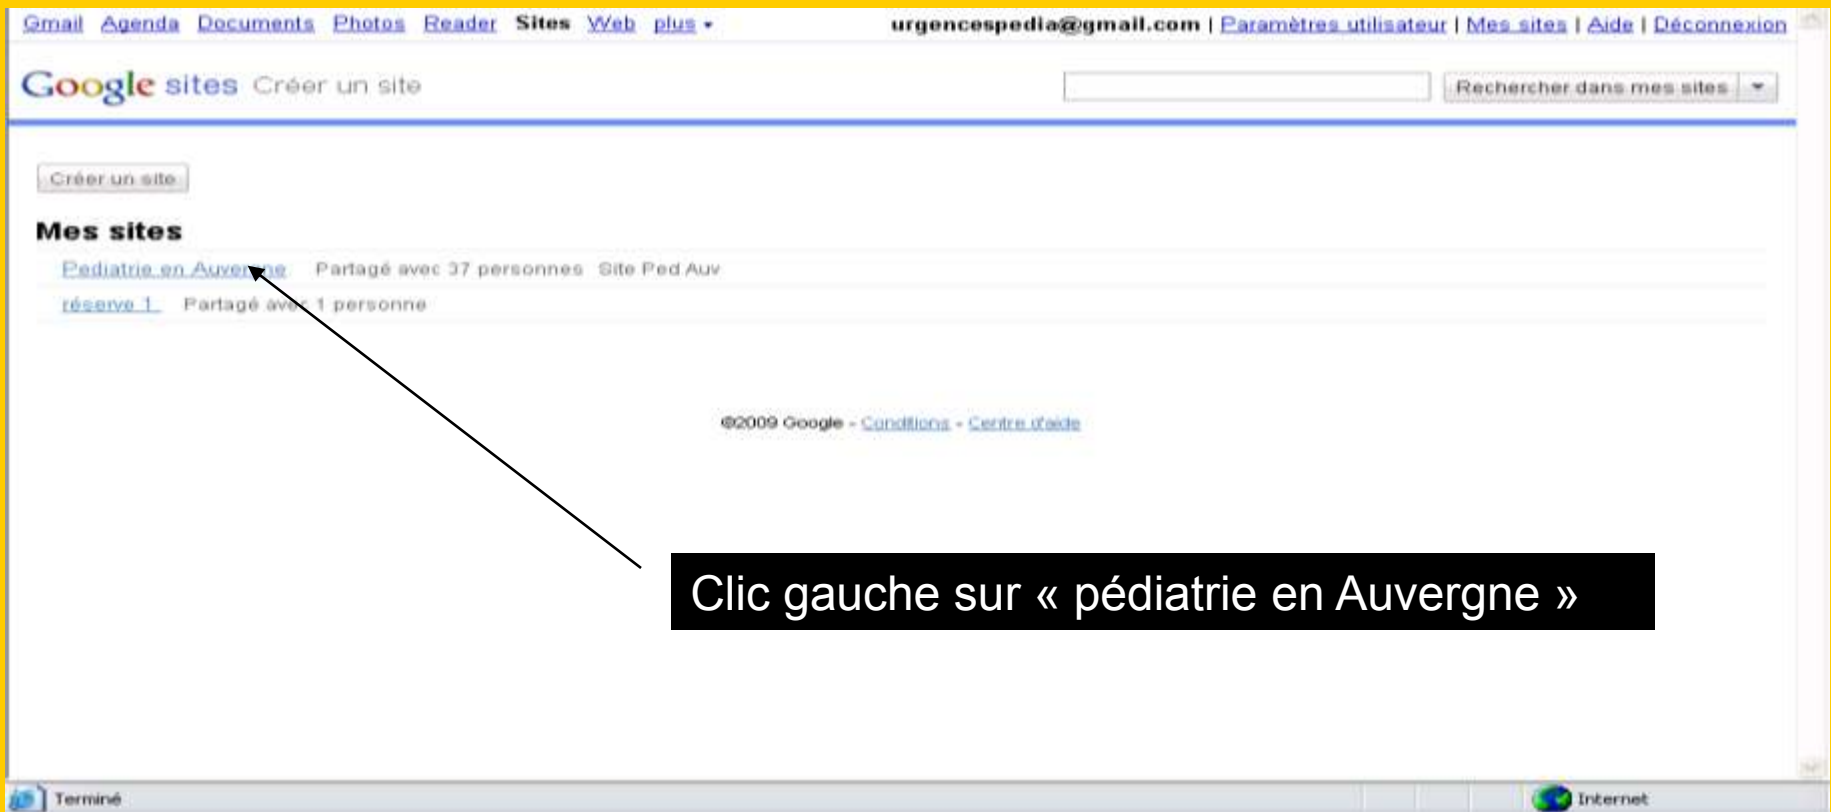 Gmail Agenda Documents Photos Reader Sites Web plus urgencespedia@gmail.com | Paramètres utilisateur | Mes sites | Aide | Déconnexion
Google sites Créer un site Rechercher dans mes sites
Créer un site
Mes sites
Pediatrie en Auvergne Partagé avec 37 personnes Site Ped Auv
réserve 1 Partagé avec 1 personne
©2009 Google - Conditions - Centre d'aide
Clic gauche sur « pédiatrie en Auvergne »
Terminé Internet